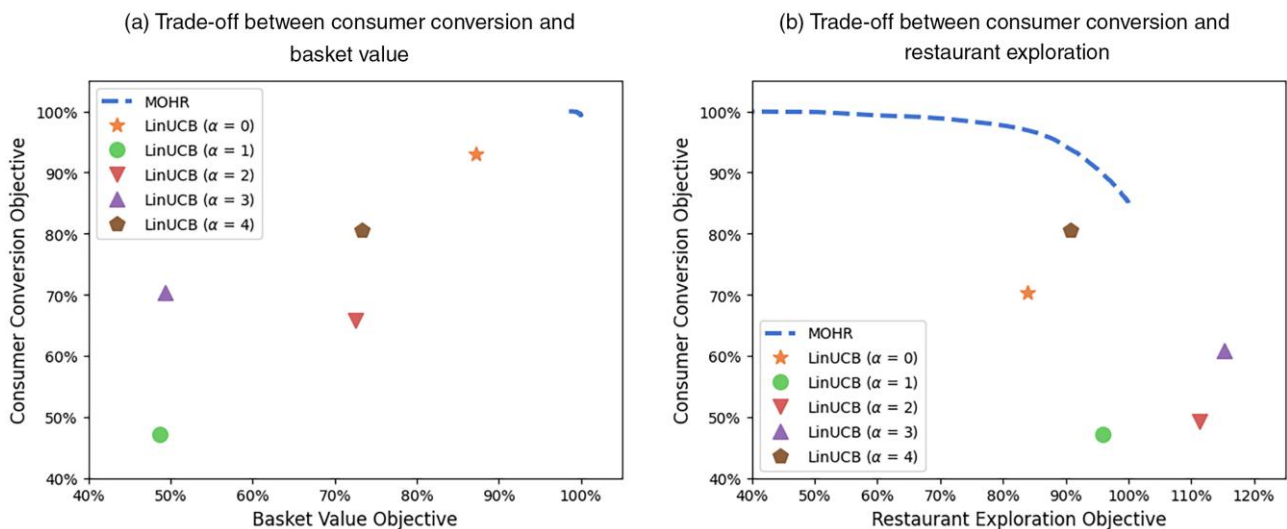 (a) Trade-off between consumer conversion and
basket value
100%
90%
80%
70%
60%
50%
40%
Consumer Conversion Objective
MOHR
LinUCB (α = 0)
LinUCB (α = 1)
LinUCB (α = 2)
LinUCB (α = 3)
LinUCB (α = 4)
40% 50% 60% 70% 80% 90% 100%
Basket Value Objective
(b) Trade-off between consumer conversion and
restaurant exploration
100%
90%
80%
70%
60%
50%
40%
Consumer Conversion Objective
MOHR
LinUCB (α = 0)
LinUCB (α = 1)
LinUCB (α = 2)
LinUCB (α = 3)
LinUCB (α = 4)
40% 50% 60% 70% 80% 90% 100% 110% 120%
Restaurant Exploration Objective